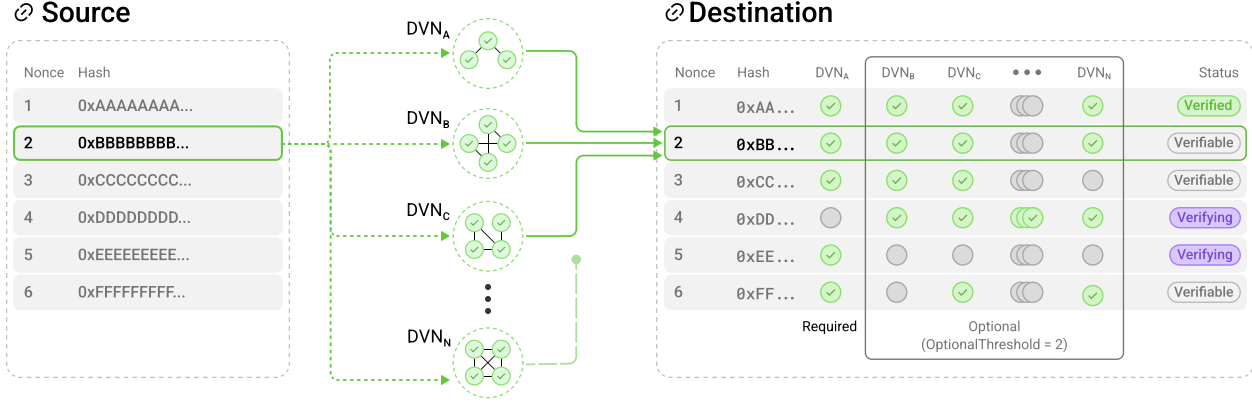 Source
Nonce Hash
1 0xAAAAAAAA...
2 0xBBBBBBBB...
3 0xCCCCCCCC...
4 0xDDDDDDDD...
5 0xEEEEEEEEE...
6 0xFFFFFFFFF...
DVNA
DVNB
DVNC
DVNN
Destination
Nonce Hash DVNA DVNB DVNC ••• DVNN Status
1 0xAA... Verified
2 0xBB... Verifiable
3 0xCC... Verifiable
4 0xDD... Verifying
5 0xEE... Verifying
6 0xFF... Verifiable
Required Optional
(OptionalThreshold = 2)